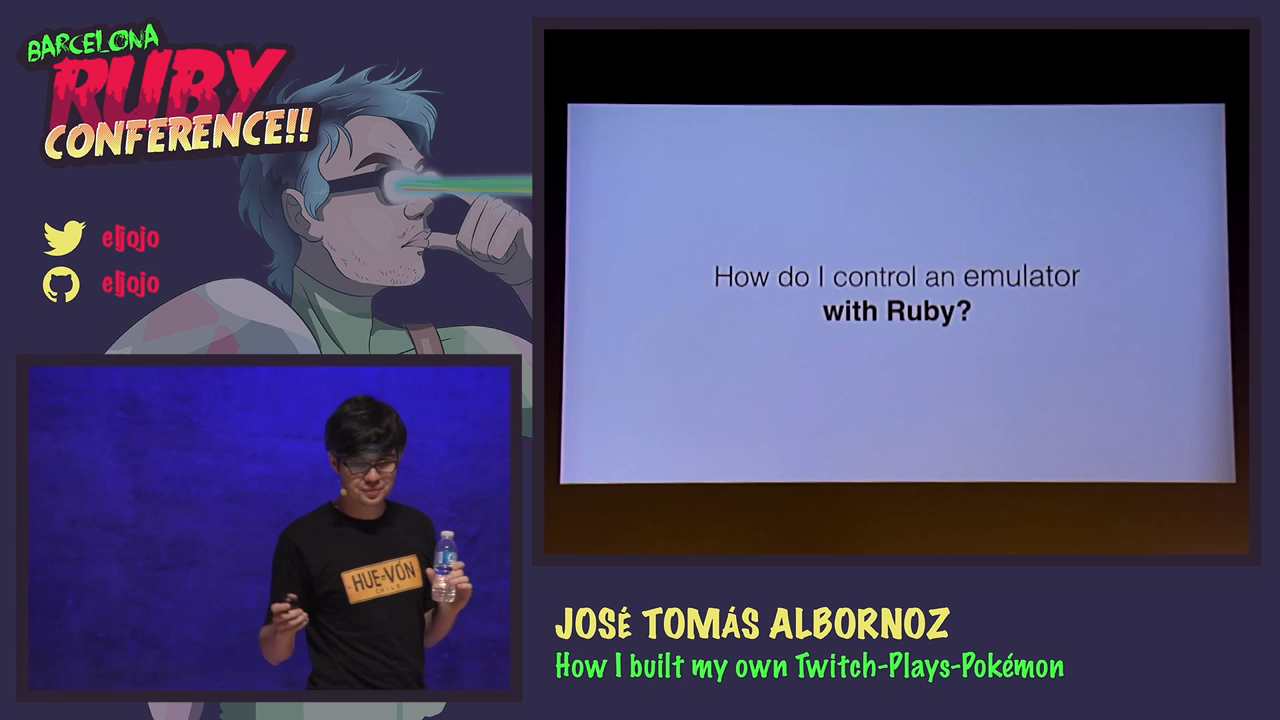 BARCELONA
RUBY
CONFERENCE!!
eljojo
eljojo
How do I control an emulator
with Ruby?
HUE-VÓN
CHILE
JOSÉ TOMÁS ALBORNOZ
How I built my own Twitch-Plays-Pokémon